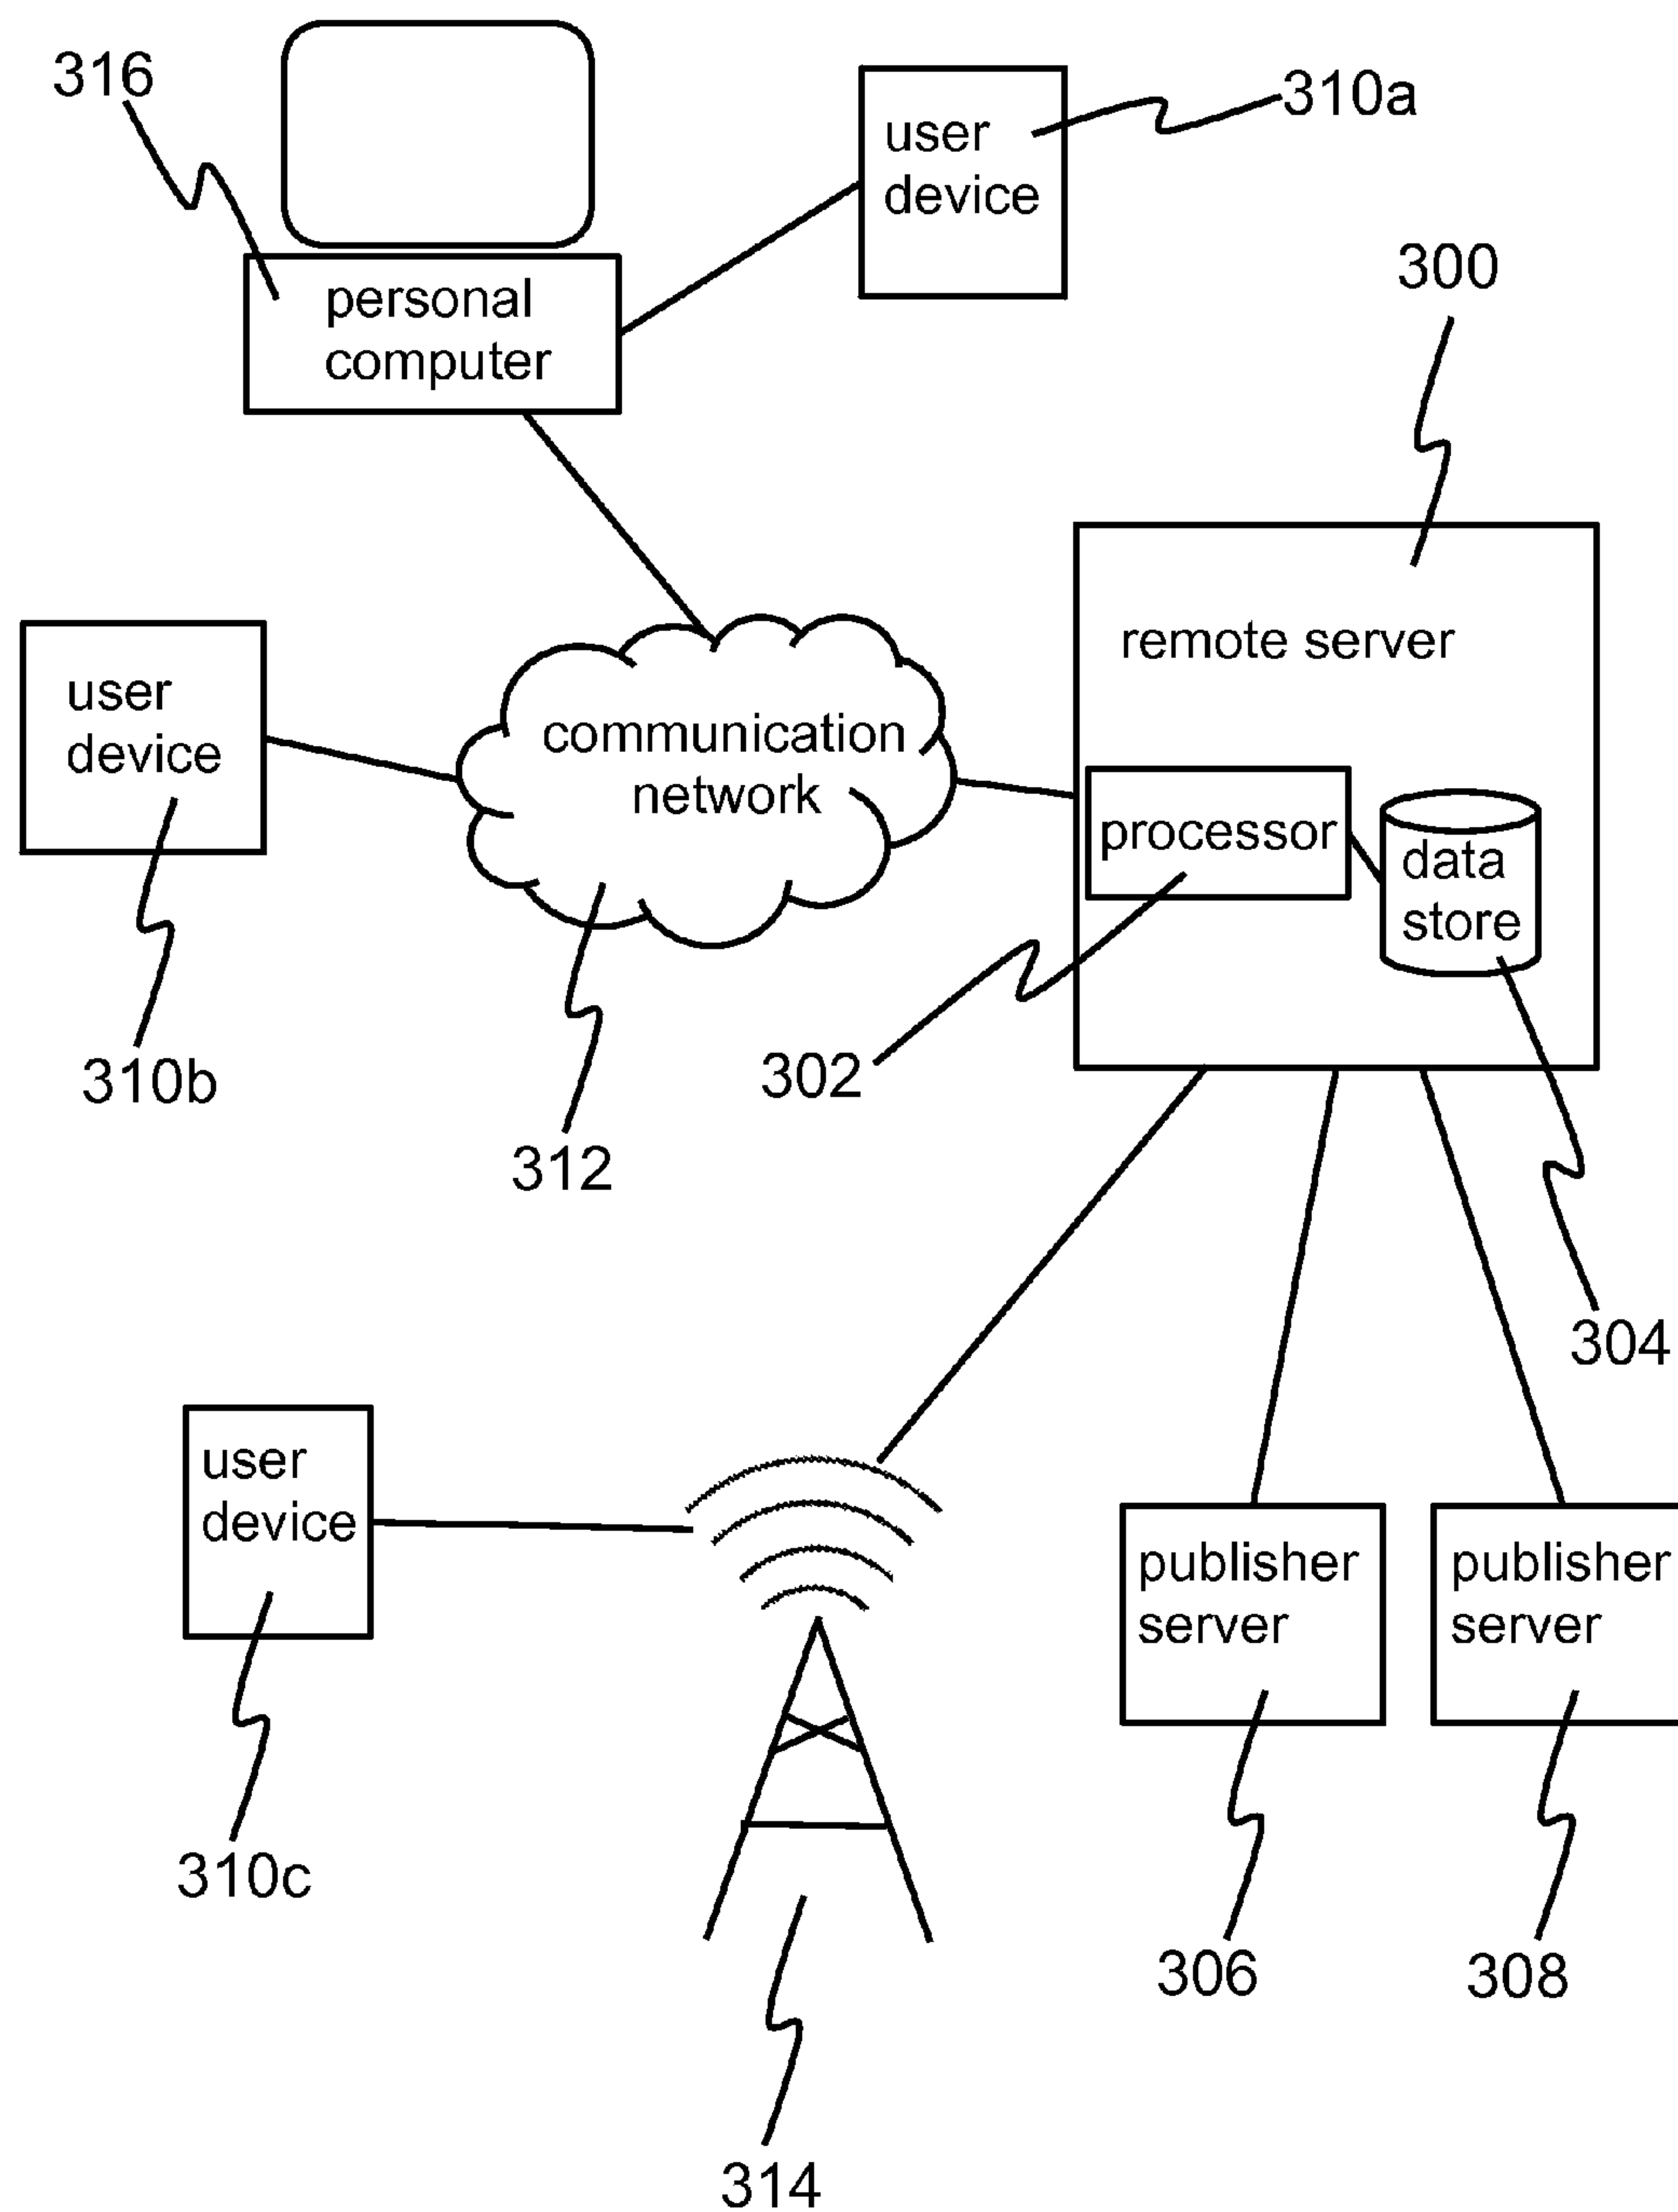 316
310a
user
device
300
personal
computer
remote server
user
device
communication
network
processor
data
store
302
310b
312
304
user
device
publisher
server
publisher
server
310c
306
308
314